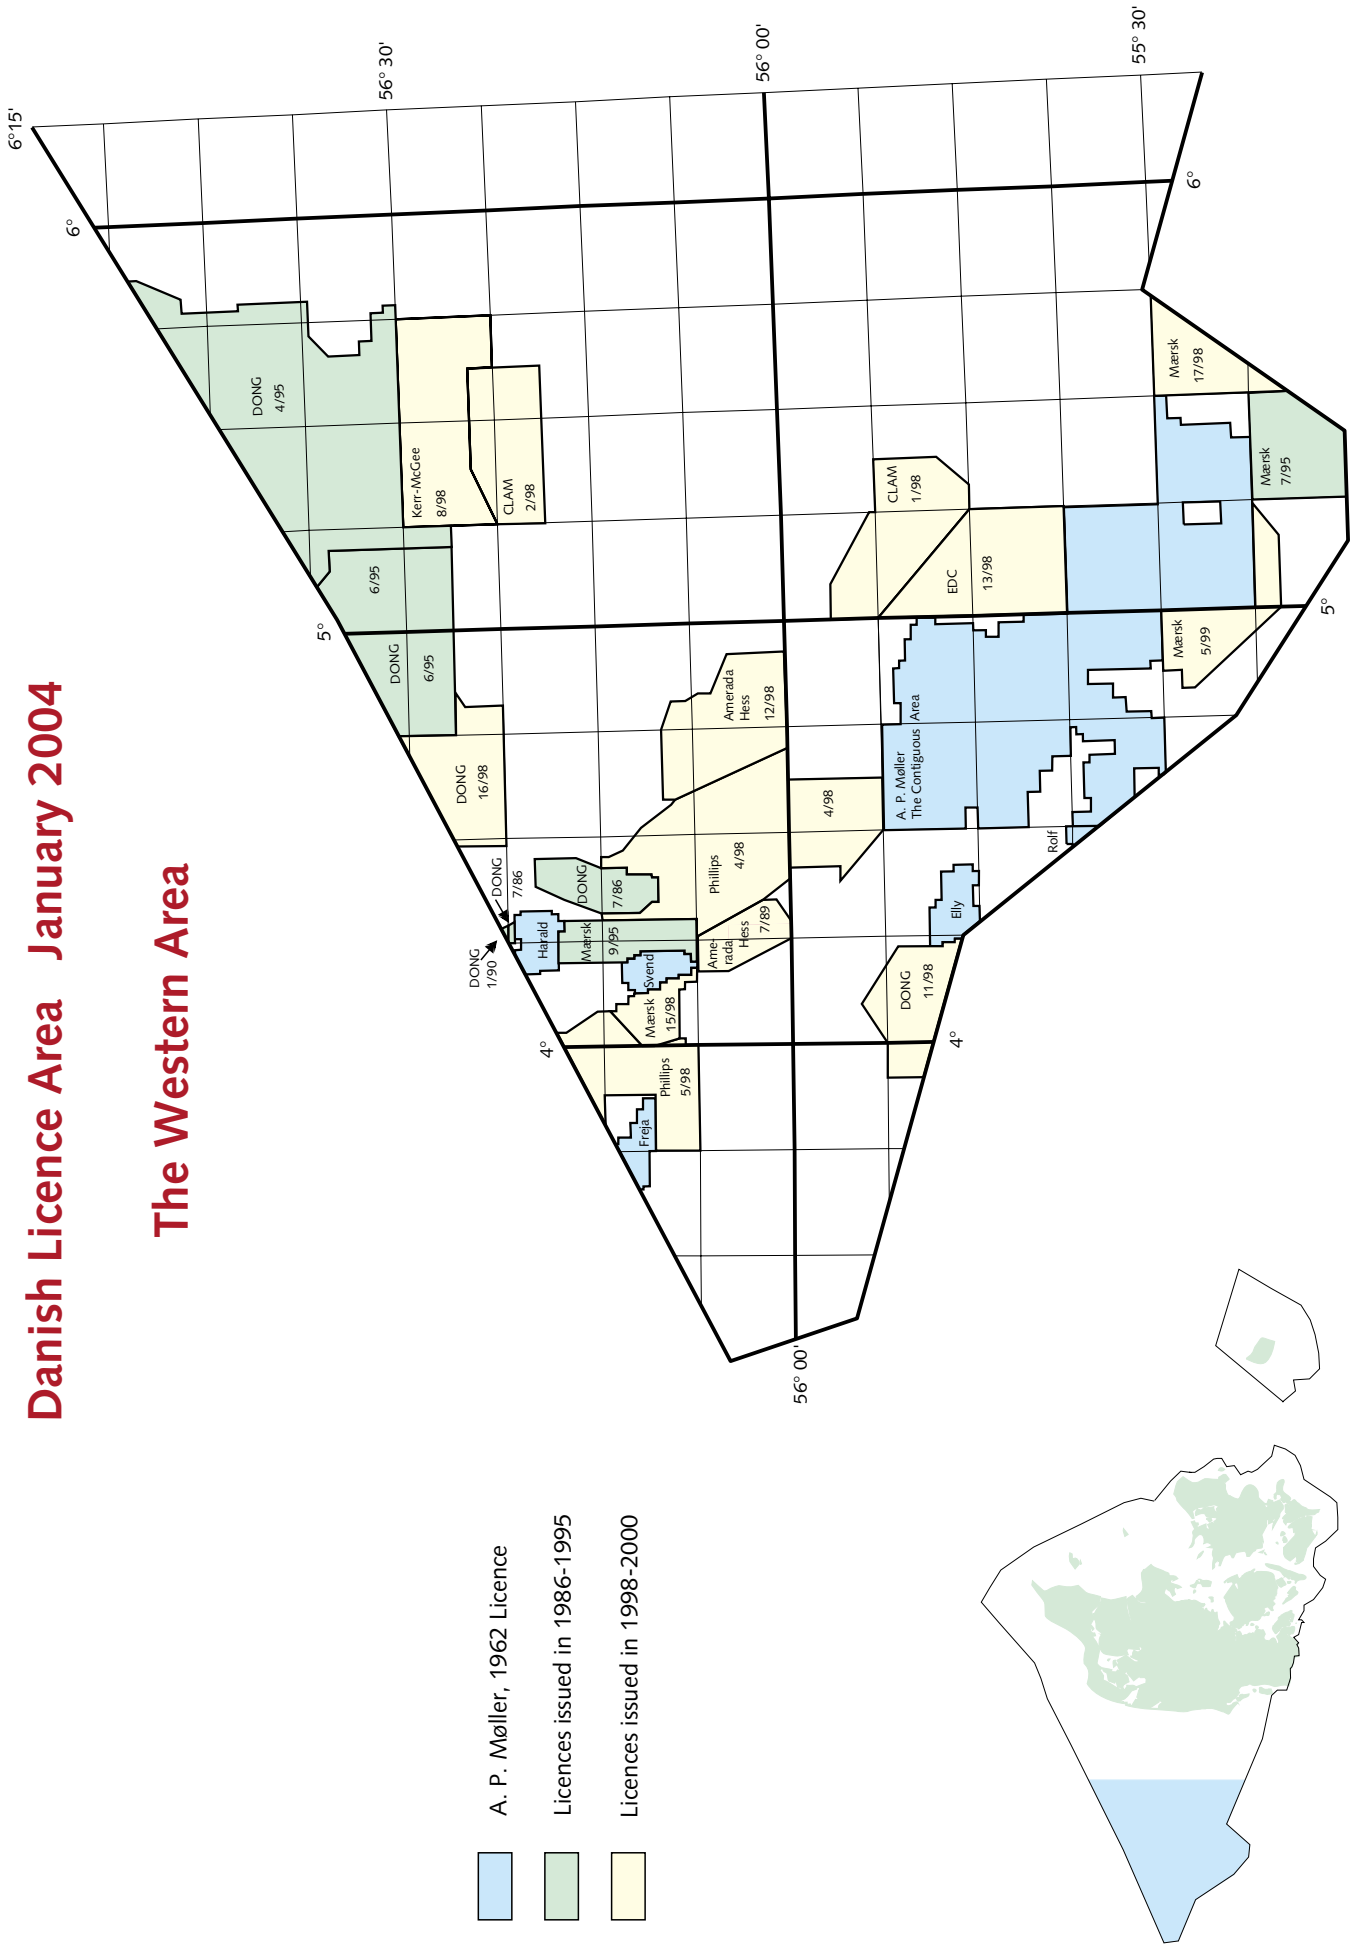 Danish Licence Area January 2004
The Western Area
6°15'
6°
5°
4°
56° 30'
56° 00'
55° 30'
6°
5°
4°
56° 00'
DONG
4/95
6/95
DONG
6/95
Kerr-McGee
8/98
CLAM
2/98
DONG
16/98
DONG
7/86
DONG
1/90
DONG
7/86
Harald
Mærsk
9/95
Svend
Mærsk
15/98
Phillips
5/98
Freja
Amerada
Hess
12/98
Phillips
4/98
Ame-
rada
Hess
7/89
4/98
CLAM
1/98
EDC
13/98
A. P. Møller
The Contiguous Area
Rolf
Elly
DONG
11/98
Mærsk
17/98
Mærsk
7/95
Mærsk
5/99
A. P. Møller, 1962 Licence
Licences issued in 1986-1995
Licences issued in 1998-2000